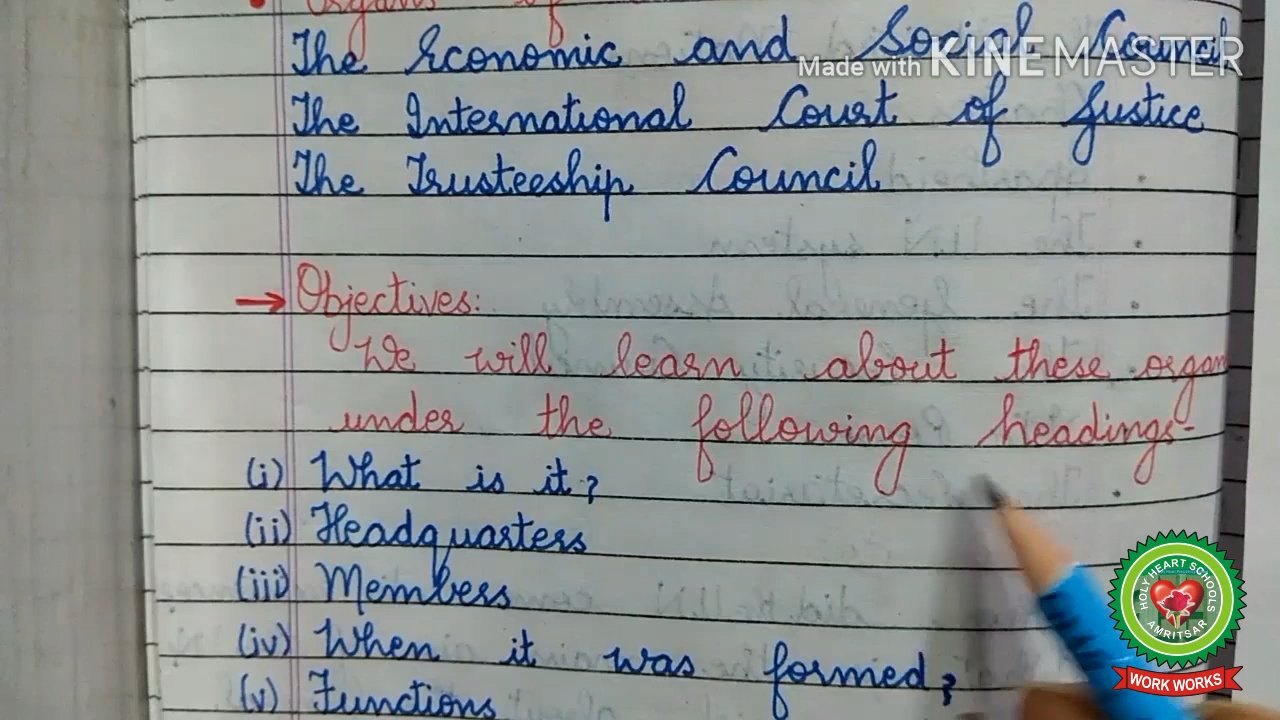 Organs of
The Economic and Social Council
Made with KINEMASTER
The International Court of Justice
The Trusteeship Council
→ Objectives:
We will learn about these organ
under the following headings-
(i) What is it?
(ii) Headquarters
(iii) Members
(iv) When it was formed?
(v) Functions
HOLY HEART SCHOOLS
AMRITSAR
WORK WORKS